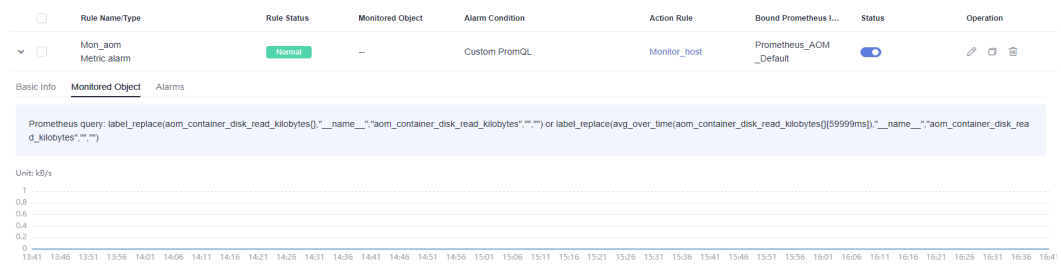 Rule Name/Type Rule Status Monitored Object Alarm Condition Action Rule Bound Prometheus I... Status Operation
Mon_aom
Metric alarm
Normal -- Custom PromQL Monitor_host
Prometheus_AOM
_Default
Basic Info Monitored Object Alarms
Prometheus query: label_replace(aom_container_disk_read_kilobytes{},"__name__","aom_container_disk_read_kilobytes","","") or label_replace(avg_over_time(aom_container_disk_read_kilobytes{}[59999ms]),"__name__","aom_container_disk_rea
d_kilobytes","","")
Unit: kB/s
1
0.8
0.6
0.4
0.2
0
13:41 13:46 13:51 13:56 14:01 14:06 14:11 14:16 14:21 14:26 14:31 14:36 14:41 14:46 14:51 14:56 15:01 15:06 15:11 15:16 15:21 15:26 15:31 15:36 15:41 15:46 15:51 15:56 16:01 16:06 16:11 16:16 16:21 16:26 16:31 16:36